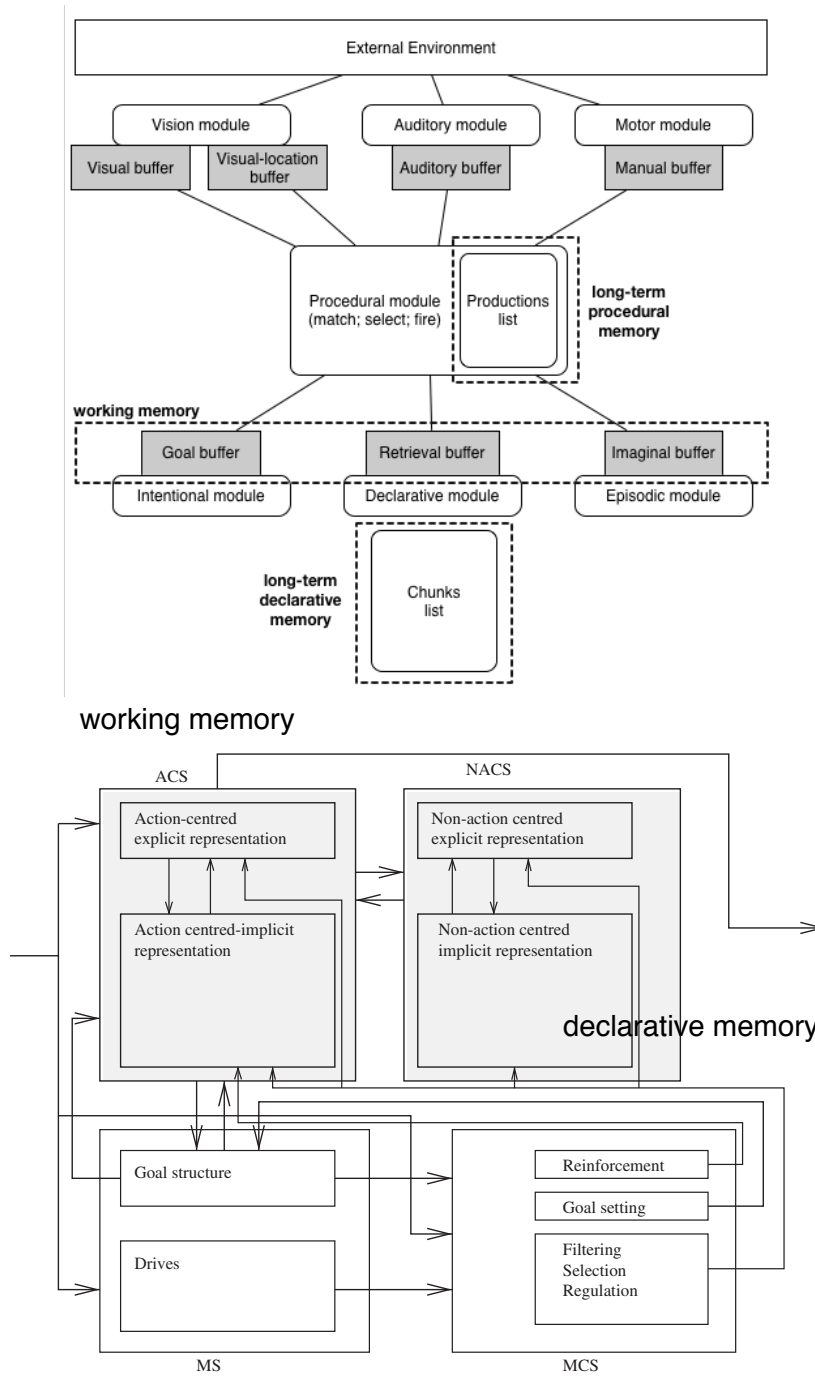 External Environment
Vision module
Auditory module
Motor module
Visual buffer
Visual-location
buffer
Auditory buffer
Manual buffer
Procedural module
(match; select; fire)
Productions
list
long-term
procedural
memory
working memory
Goal buffer
Retrieval buffer
Imaginal buffer
Intentional module
Declarative module
Episodic module
long-term
declarative
memory
Chunks
list
working memory
ACS
NACS
Action-centred
explicit representation
Non-action centred
explicit representation
Action centred-implicit
representation
Non-action centred
implicit representation
declarative memory
Goal structure
Reinforcement
Goal setting
Drives
Filtering
Selection
Regulation
MS
MCS